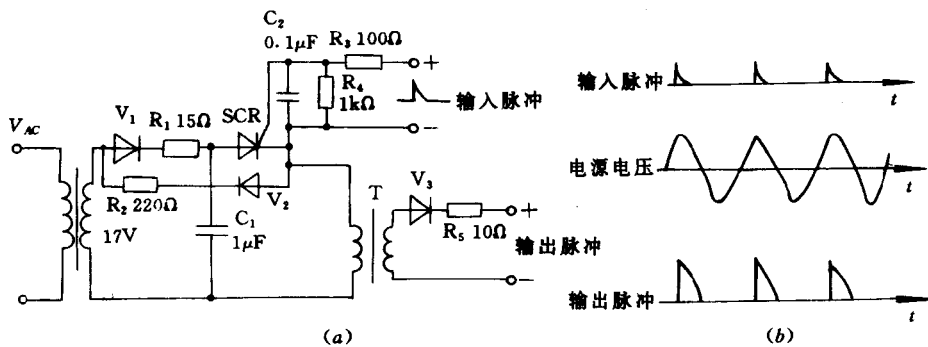 C₂
0.1μF
R₃ 100Ω
+
R₄
1kΩ
输入脉冲
−
V_AC
V₁
R₁ 15Ω
SCR
R₂ 220Ω
V₂
17V
C₁
1μF
T
V₃
+
R₅ 10Ω
输出脉冲
−
(a)
输入脉冲
t
电源电压
t
输出脉冲
t
(b)